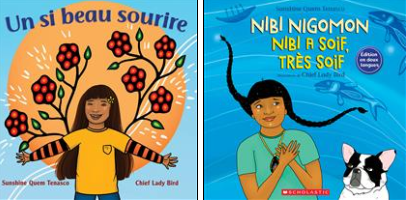 Un si beau sourire
Sunshine Quem Tenasco
Chief Lady Bird
Sunshine Quem Tenasco
NIBI NIGOMON
NIBI A SOIF,
TRÈS SOIF
Chief Lady Bird
Édition
en deux
langues
SCHOLASTIC